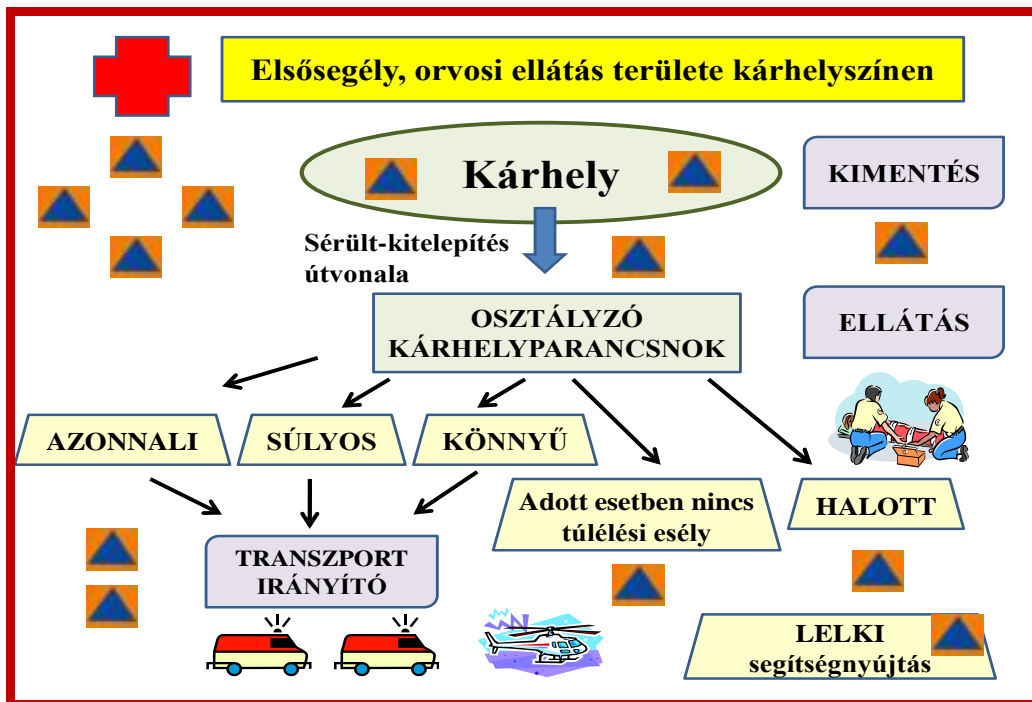 Elsősegély, orvosi ellátás területe kárhelyszínen
Kárhely
KIMENTÉS
Sérült-kitelepítés
útvonala
OSZTÁLYZÓ
KÁRHELYPARANCSNOK
ELLÁTÁS
AZONNALI
SÚLYOS
KÖNNYŰ
Adott esetben nincs
túlélési esély
HALOTT
TRANSZPORT
IRÁNYÍTÓ
LELKI
segítségnyújtás